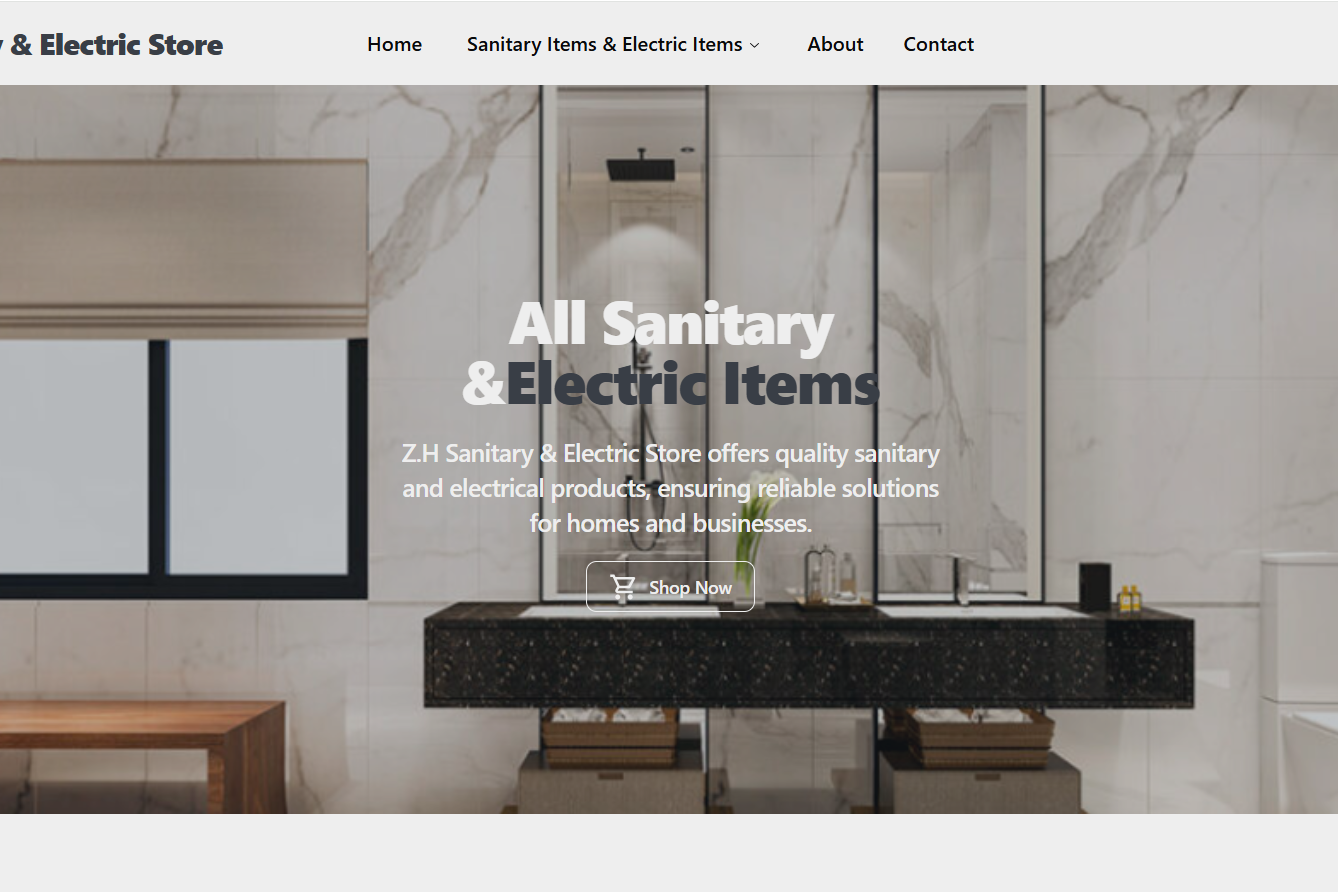 & Electric Store
Home
Sanitary Items & Electric Items
About
Contact
All Sanitary
&Electric Items
Z.H Sanitary & Electric Store offers quality sanitary
and electrical products, ensuring reliable solutions
for homes and businesses.
Shop Now